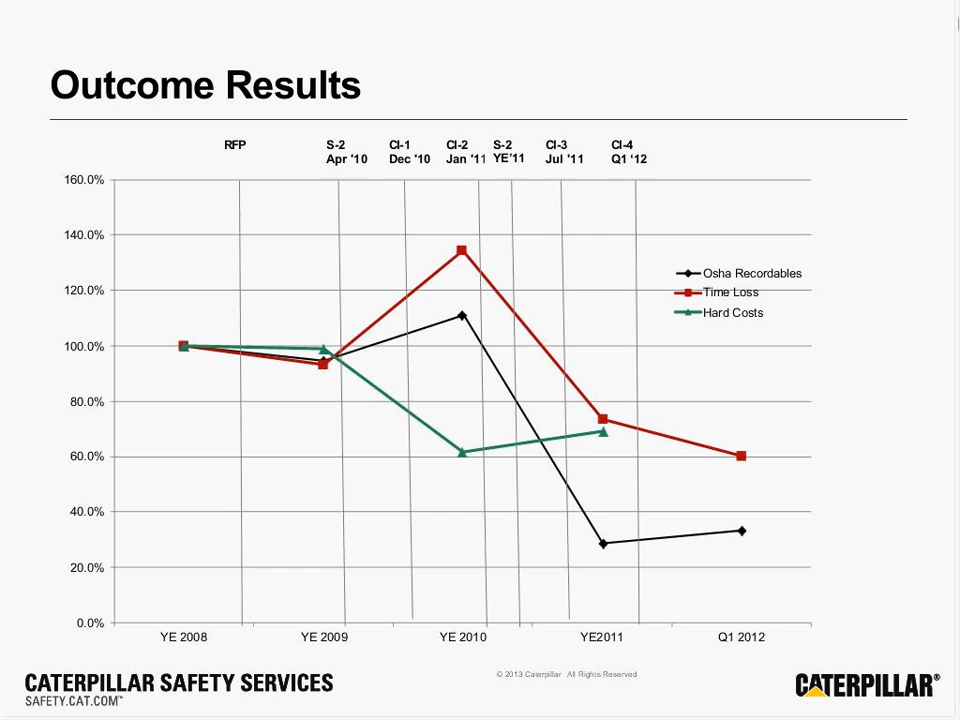 Outcome Results
RFP
S-2
Apr '10
CI-1
Dec '10
CI-2
Jan '11
S-2
YE'11
CI-3
Jul '11
CI-4
Q1 ‘12
160.0%
140.0%
120.0%
100.0%
80.0%
60.0%
40.0%
20.0%
0.0%
Osha Recordables
Time Loss
Hard Costs
YE 2008
YE 2009
YE 2010
YE2011
Q1 2012
CATERPILLAR SAFETY SERVICES
SAFETY.CAT.COM™
© 2013 Caterpillar All Rights Reserved
CATERPILLAR®